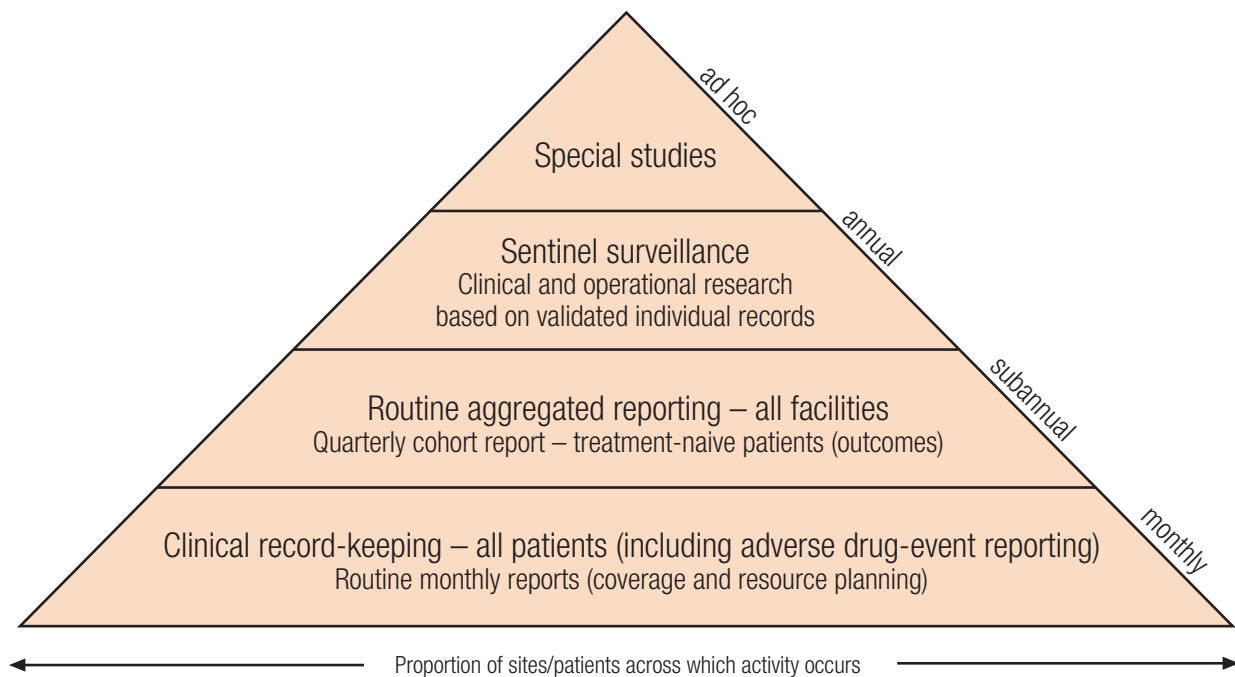 ad hoc
Special studies
annual
Sentinel surveillance
Clinical and operational research
based on validated individual records
subannual
Routine aggregated reporting – all facilities
Quarterly cohort report – treatment-naive patients (outcomes)
monthly
Clinical record-keeping – all patients (including adverse drug-event reporting)
Routine monthly reports (coverage and resource planning)
Proportion of sites/patients across which activity occurs